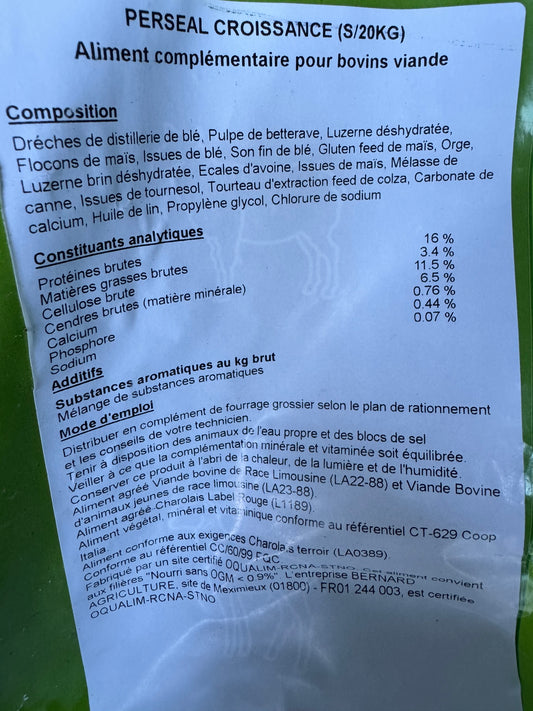 PERSEAL CROISSANCE (S/20KG)
Aliment complémentaire pour bovins viande
Composition
Drêches de distillerie de blé, Pulpe de betterave, Luzerne déshydratée,
Flocons de maïs, Issues de blé, Son fin de blé, Gluten feed de maïs, Orge,
Luzerne brin déshydratée, Ecales d'avoine, Issues de maïs, Mélasse de
canne, Issues de tournesol, Tourteau d'extraction feed de colza, Carbonate de
calcium, Huile de lin, Propylène glycol, Chlorure de sodium
Constituants analytiques
Protéines brutes 16 %
Matières grasses brutes 3.4 %
Cellulose brute 11.5 %
Cendres brutes (matière minérale) 6.5 %
Calcium 0.76 %
Phosphore 0.44 %
Sodium 0.07 %
Additifs
Substances aromatiques au kg brut
Mélange de substances aromatiques
Mode d'emploi
Distribuer en complément de fourrage grossier selon le plan de rationnement
et les conseils de votre technicien.
Tenir à disposition des animaux de l'eau propre et des blocs de sel
Veiller à ce que la complémentation minérale et vitaminée soit équilibrée.
Conserver ce produit à l'abri de la chaleur, de la lumière et de l'humidité.
Aliment agréé Viande bovine de Race Limousine (LA22-88) et Viande Bovine
d'animaux jeunes de race limousine (LA23-88).
Aliment agréé Charolais Label Rouge (L1189).
Aliment végétal, minéral et vitaminique conforme au référentiel CT-629 Coop
Italia.
Aliment conforme aux exigences Charolais terroir (LA0389).
Conforme au référentiel CC/60/99 FQC
Fabriqué par un site certifié OQUALIM-RCNA-STNO Cet aliment convient
aux filières "Nourri sans OGM < 0.9%" L'entreprise BERNARD
AGRICULTURE, site de Meximieux (01800) - FR01 244 003, est certifiée
OQUALIM-RCNA-STNO